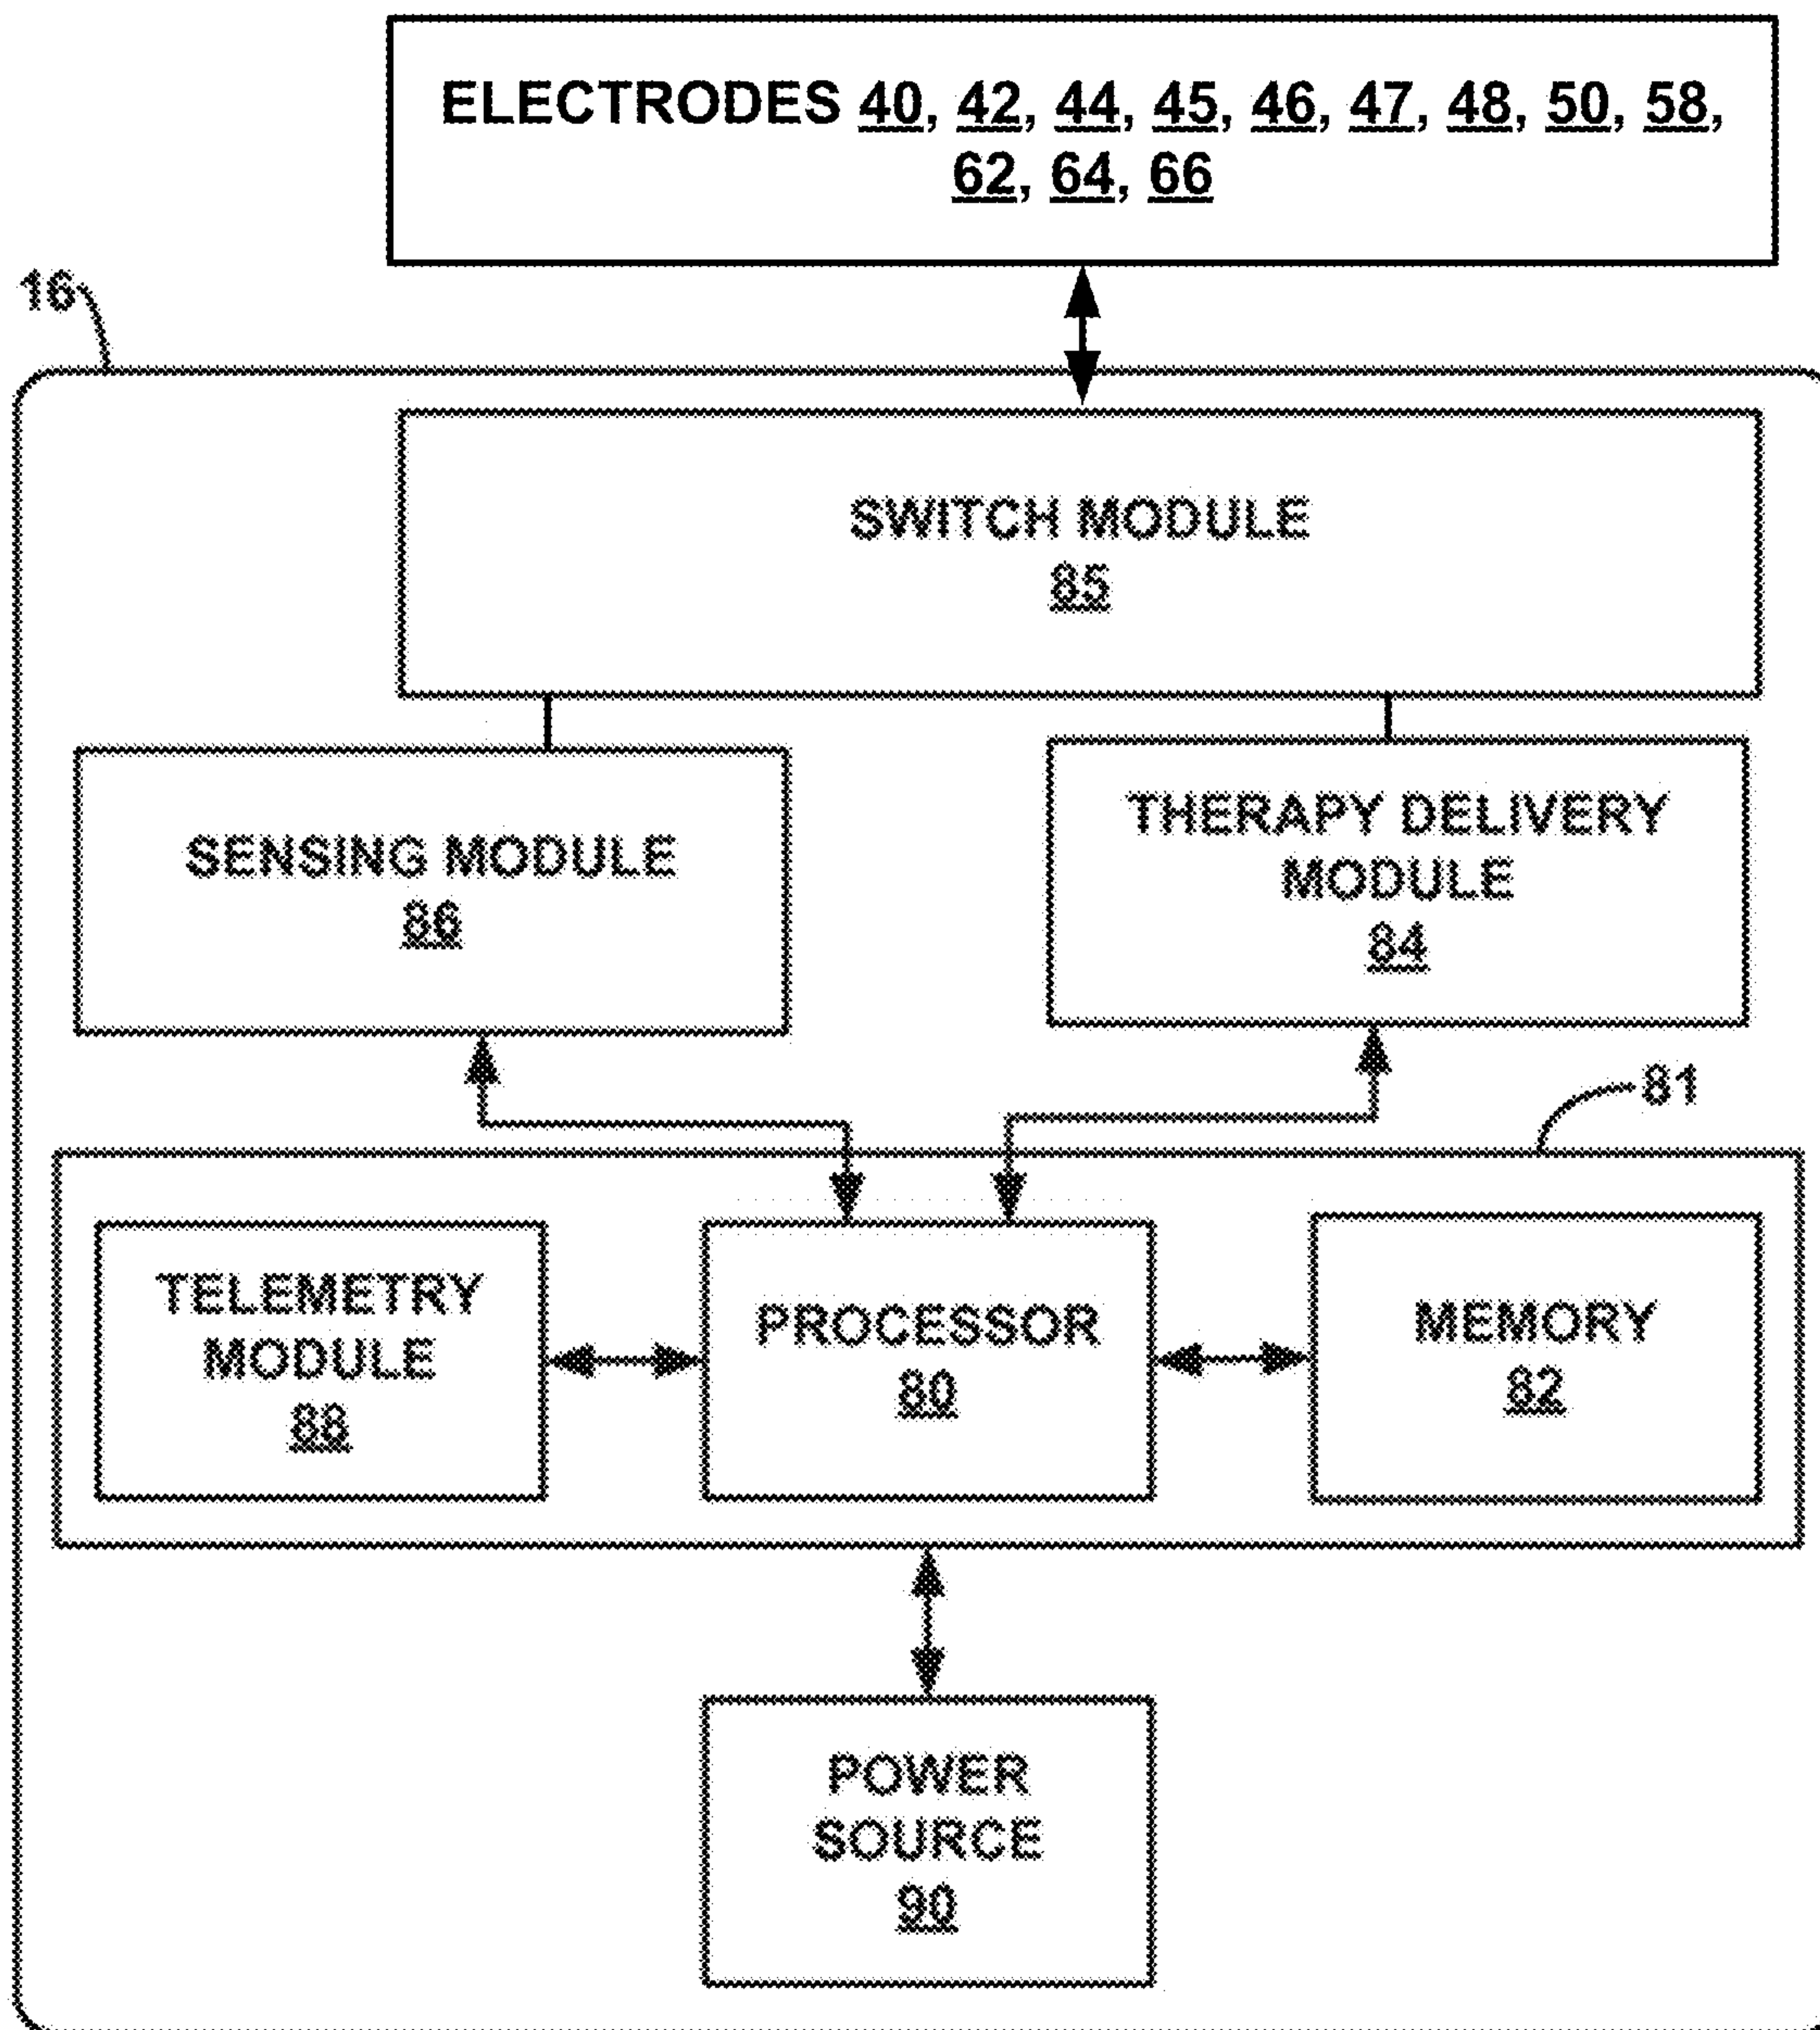 ELECTRODES 40, 42, 44, 45, 46, 47, 48, 50, 58,
62, 64, 66
16
SWITCH MODULE
85
SENSING MODULE
86
THERAPY DELIVERY
MODULE
84
81
TELEMETRY
MODULE
88
PROCESSOR
80
MEMORY
82
POWER
SOURCE
90